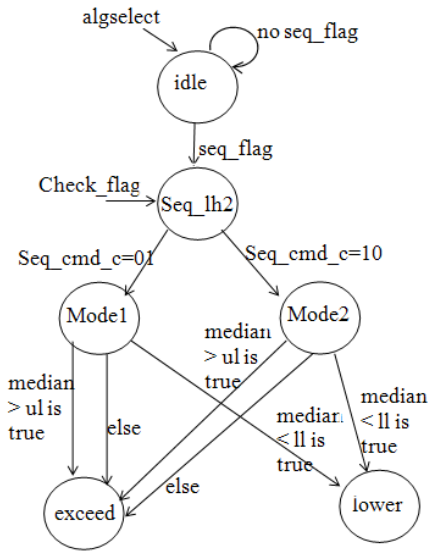 algselect
no seq_flag
idle
seq_flag
Check_flag
Seq_lh2
Seq_cmd_c=01
Seq_cmd_c=10
Mode1
Mode2
median
> ul is
true
median
> ul is
true
else
median
< ll is
true
median
< ll is
true
else
exceed
lower